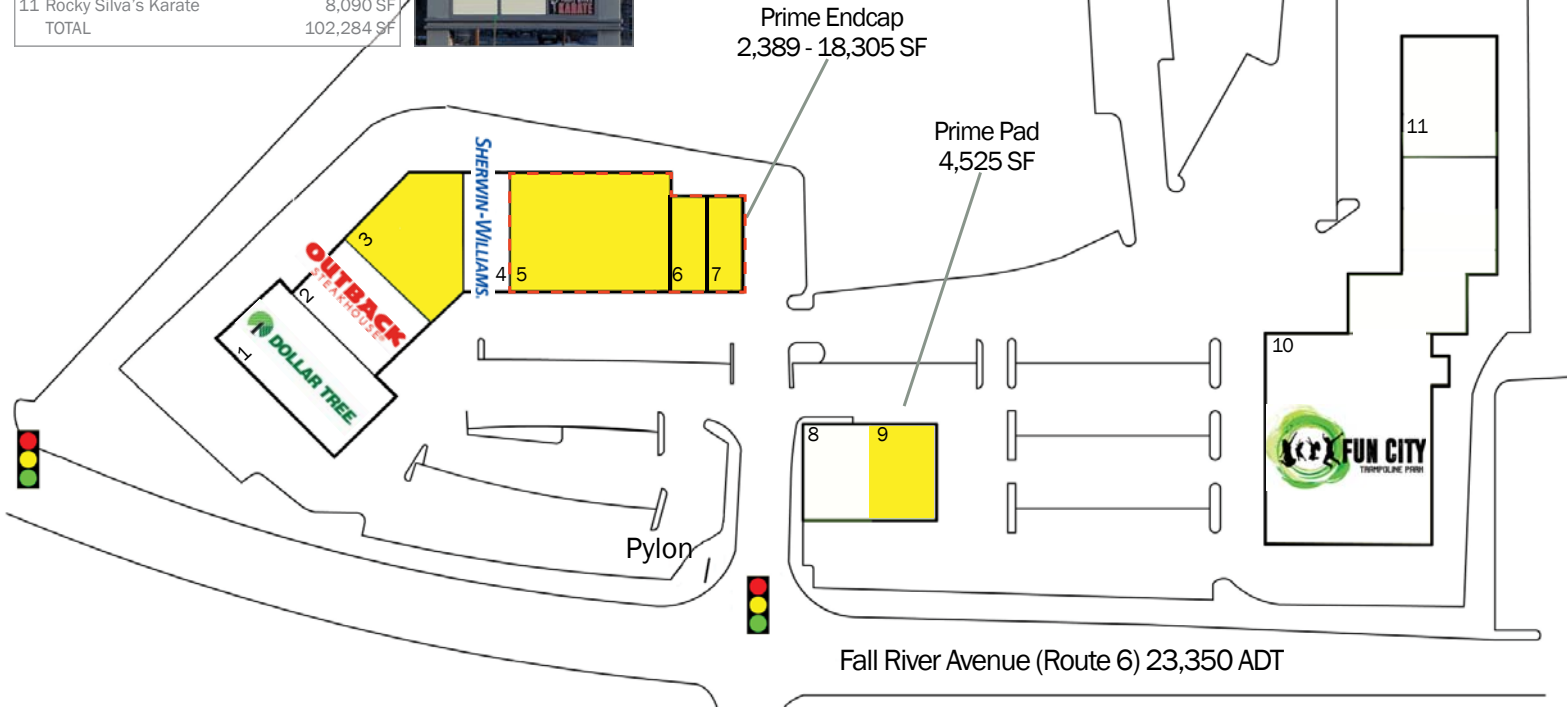 11 Rocky Silva's Karate 8,090 SF
TOTAL 102,284 SF
KARATE
Prime Endcap
2,389 - 18,305 SF
Prime Pad
4,525 SF
11
SHERWIN-WILLIAMS.
3
4
5
6
7
OUTBACK
STEAKHOUSE®
2
1
DOLLAR TREE
10
8
9
FUN CITY
TRAMPOLINE PARK
Pylon
Fall River Avenue (Route 6) 23,350 ADT